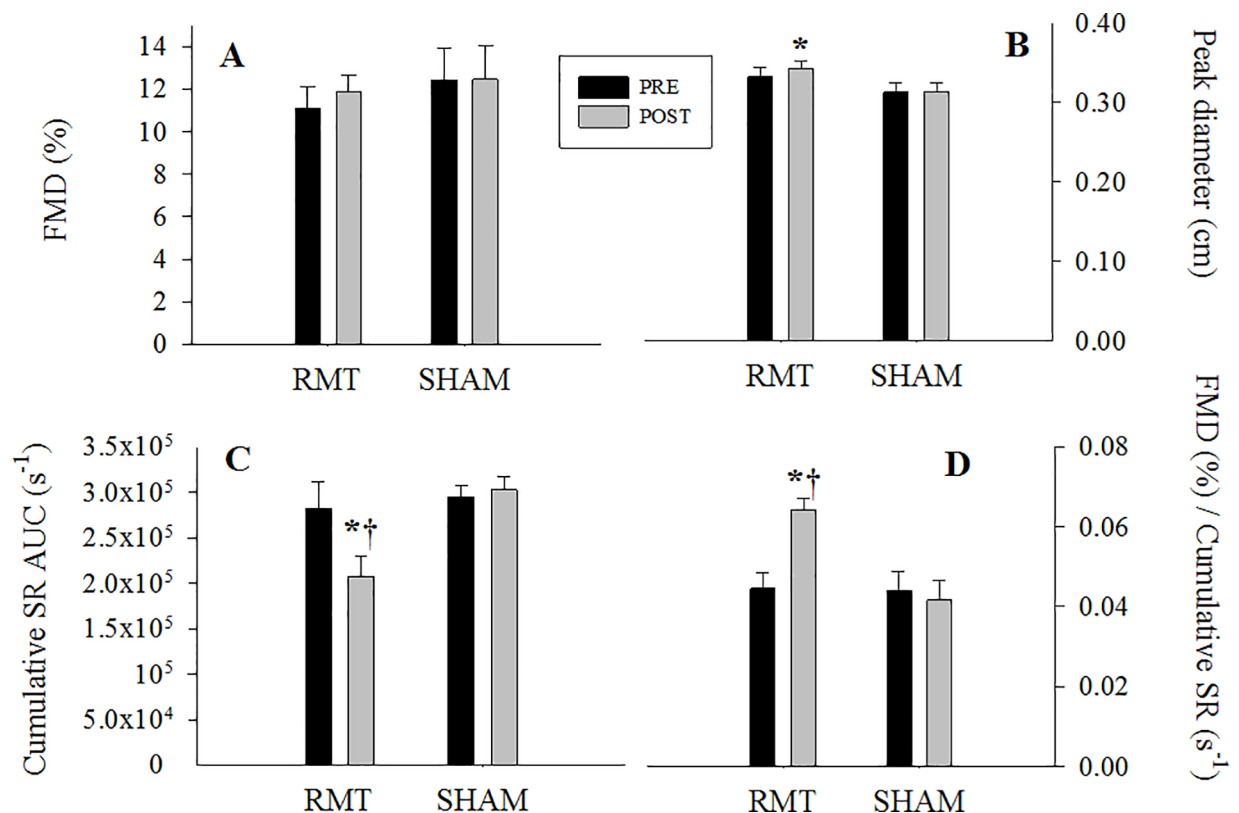 A
FMD (%)
14
12
10
8
6
4
2
0
RMT SHAM
PRE
POST
B
*
Peak diameter (cm)
0.40
0.30
0.20
0.10
0.00
RMT SHAM
C
Cumulative SR AUC (s⁻¹)
3.5x10⁵
3.0x10⁵
2.5x10⁵
2.0x10⁵
1.5x10⁵
10⁵
5.0x10⁴
0
*†
RMT SHAM
D
*†
FMD (%) / Cumulative SR (s⁻¹)
0.08
0.06
0.04
0.02
0.00
RMT SHAM